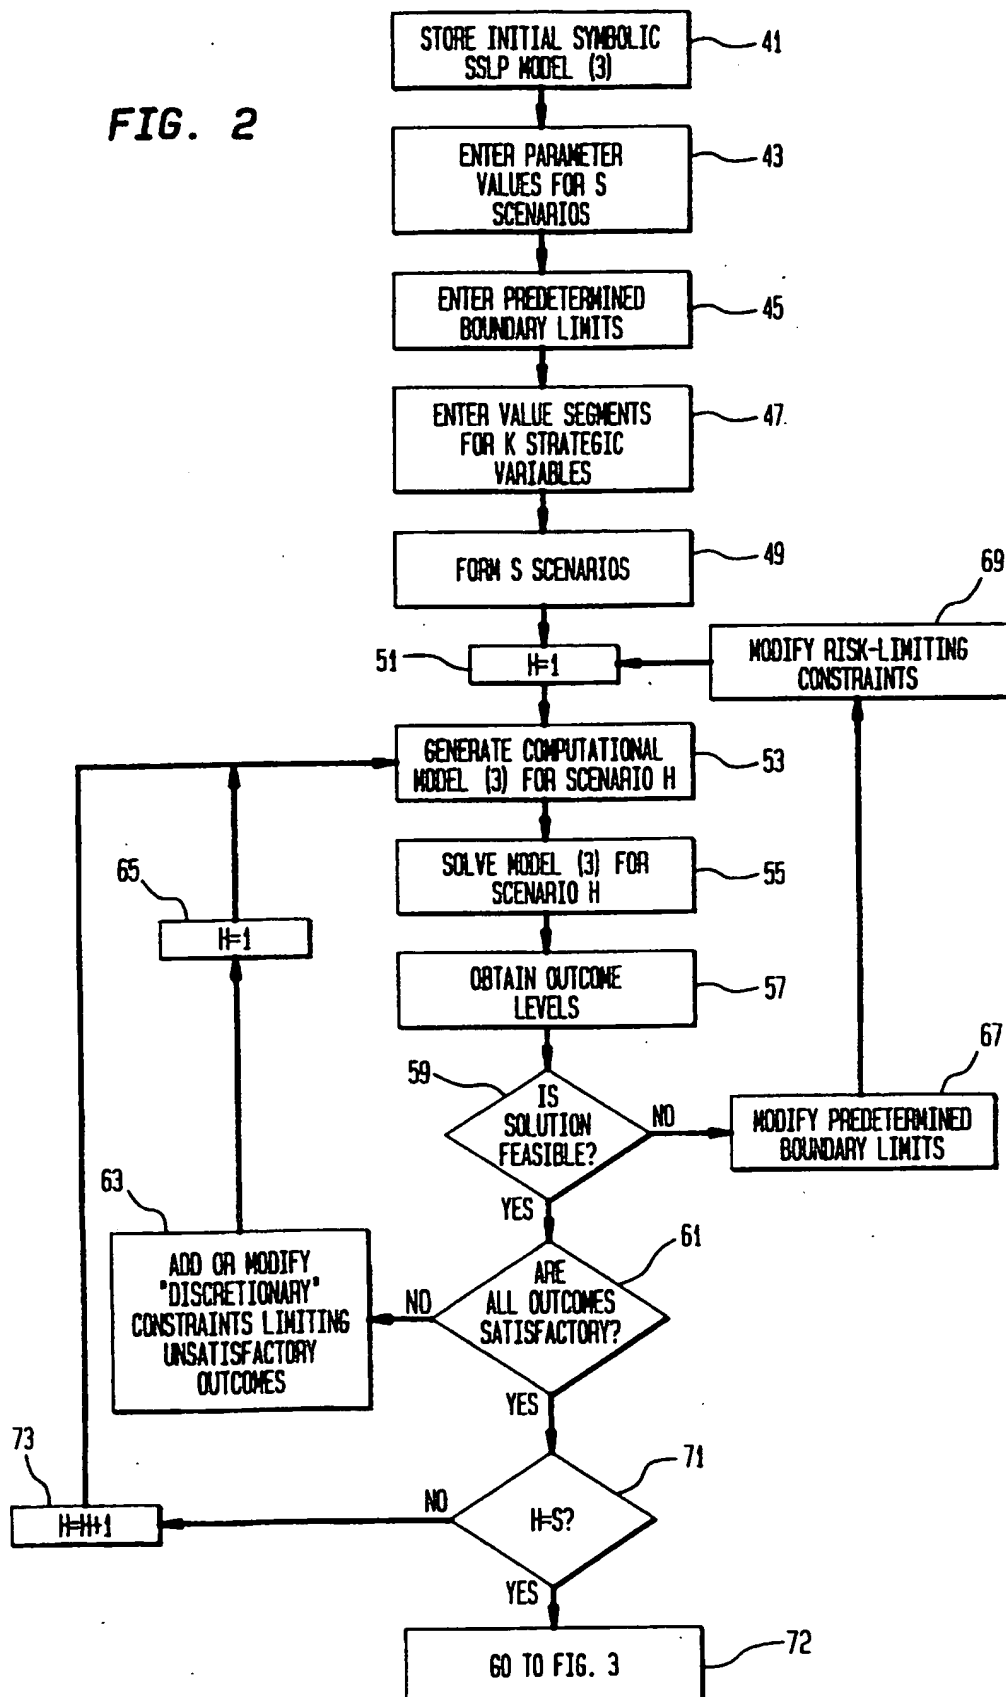 FIG. 2
STORE INITIAL SYMBOLIC
SSLP MODEL (3)
41
ENTER PARAMETER
VALUES FOR S
SCENARIOS
43
ENTER PREDETERMINED
BOUNDARY LIMITS
45
ENTER VALUE SEGMENTS
FOR K STRATEGIC
VARIABLES
47
FORM S SCENARIOS
49
51
H=1
MODIFY RISK-LIMITING
CONSTRAINTS
69
GENERATE COMPUTATIONAL
MODEL (3) FOR SCENARIO H
53
SOLVE MODEL (3) FOR
SCENARIO H
55
65
H=1
OBTAIN OUTCOME
LEVELS
57
59
IS
SOLUTION
FEASIBLE?
NO
YES
67
MODIFY PREDETERMINED
BOUNDARY LIMITS
63
ADD OR MODIFY
"DISCRETIONARY"
CONSTRAINTS LIMITING
UNSATISFACTORY
OUTCOMES
NO
ARE
ALL OUTCOMES
SATISFACTORY?
61
YES
73
H=H+1
NO
H=S?
71
YES
GO TO FIG. 3
72